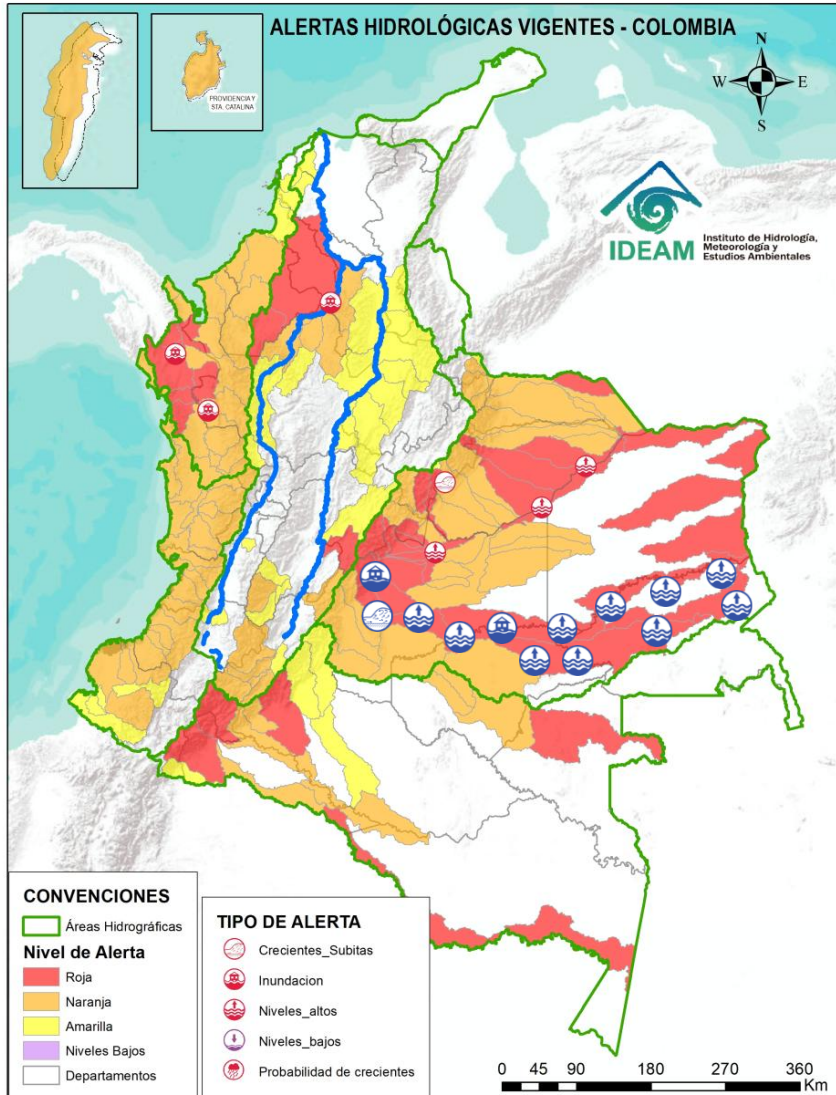 ALERTAS HIDROLÓGICAS VIGENTES - COLOMBIA
PROVIDENCIA Y
STA. CATALINA
N
W
E
S
IDEAM
Instituto de Hidrología,
Meteorología y
Estudios Ambientales
CONVENCIONES
Áreas Hidrográficas
Nivel de Alerta
Roja
Naranja
Amarilla
Niveles Bajos
Departamentos
TIPO DE ALERTA
Crecientes_Subitas
Inundacion
Niveles_altos
Niveles_bajos
Probabilidad de crecientes
0 45 90 180 270 360
Km